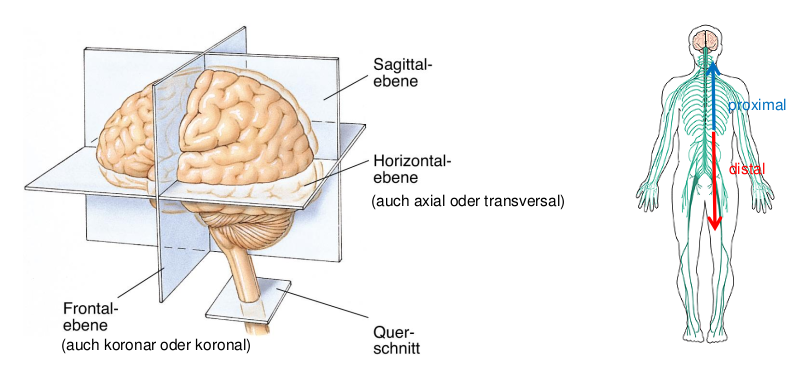 Sagittal-
ebene
Horizontal-
ebene
(auch axial oder transversal)
Frontal-
ebene
(auch koronar oder koronal)
Quer-
schnitt
proximal
distal